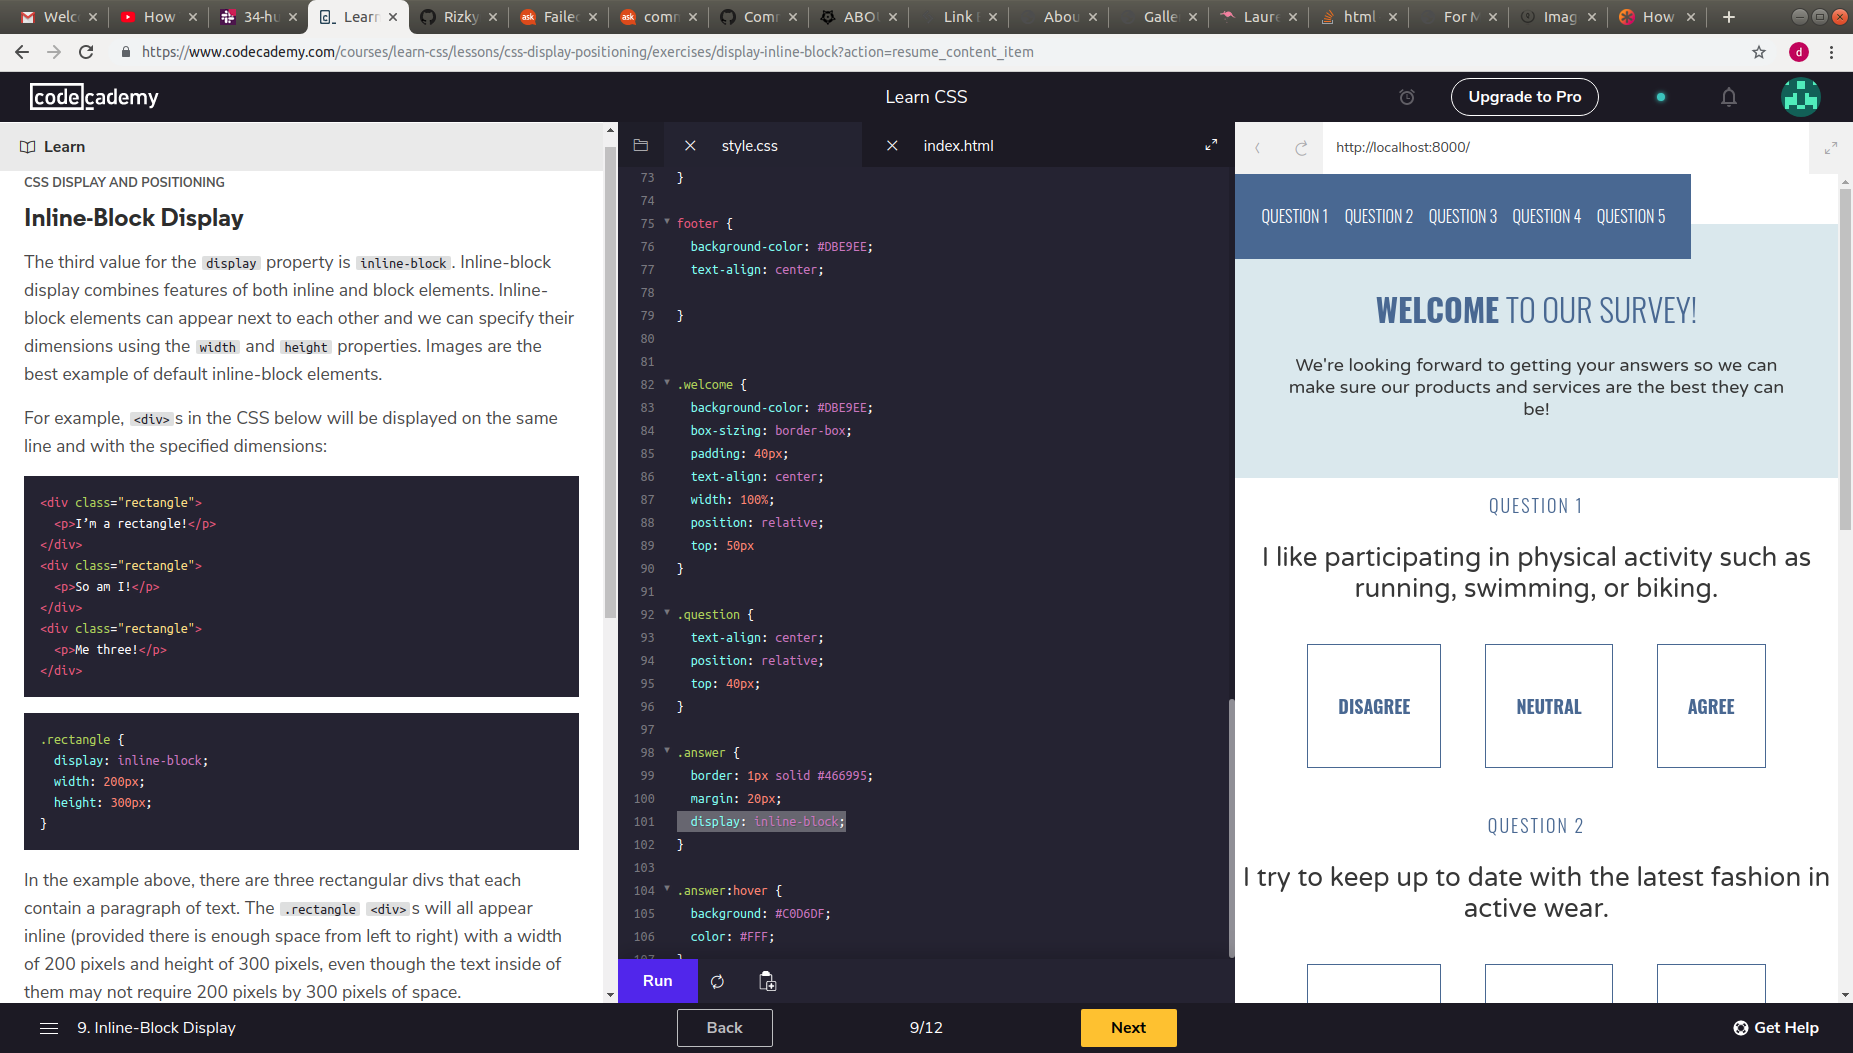 Welc
How
34-hu
Learn
Rizky
Failed
comn
Comr
ABO
Link E
Abou
Galle
Laure
html
For M
Imag
How
https://www.codecademy.com/courses/learn-css/lessons/css-display-positioning/exercises/display-inline-block?action=resume_content_item
d
codecademy
Learn CSS
Upgrade to Pro
Learn
CSS DISPLAY AND POSITIONING
Inline-Block Display
The third value for the display property is inline-block. Inline-block
display combines features of both inline and block elements. Inline-
block elements can appear next to each other and we can specify their
dimensions using the width and height properties. Images are the
best example of default inline-block elements.
For example, <div>s in the CSS below will be displayed on the same
line and with the specified dimensions:
<div class="rectangle">
<p>I’m a rectangle!</p>
</div>
<div class="rectangle">
<p>So am I!</p>
</div>
<div class="rectangle">
<p>Me three!</p>
</div>
.rectangle {
display: inline-block;
width: 200px;
height: 300px;
}
In the example above, there are three rectangular divs that each
contain a paragraph of text. The .rectangle <div>s will all appear
inline (provided there is enough space from left to right) with a width
of 200 pixels and height of 300 pixels, even though the text inside of
them may not require 200 pixels by 300 pixels of space.
style.css
index.html
73 }
74
75 footer {
76 background-color: #DBE9EE;
77 text-align: center;
78
79 }
80
81
82 .welcome {
83 background-color: #DBE9EE;
84 box-sizing: border-box;
85 padding: 40px;
86 text-align: center;
87 width: 100%;
88 position: relative;
89 top: 50px
90 }
91
92 .question {
93 text-align: center;
94 position: relative;
95 top: 40px;
96 }
97
98 .answer {
99 border: 1px solid #466995;
100 margin: 20px;
101 display: inline-block;
102 }
103
104 .answer:hover {
105 background: #C0D6DF;
106 color: #FFF;
107 }
Run
http://localhost:8000/
QUESTION 1 QUESTION 2 QUESTION 3 QUESTION 4 QUESTION 5
WELCOME TO OUR SURVEY!
We're looking forward to getting your answers so we can
make sure our products and services are the best they can
be!
QUESTION 1
I like participating in physical activity such as
running, swimming, or biking.
DISAGREE
NEUTRAL
AGREE
QUESTION 2
I try to keep up to date with the latest fashion in
active wear.
9. Inline-Block Display
Back
9/12
Next
Get Help